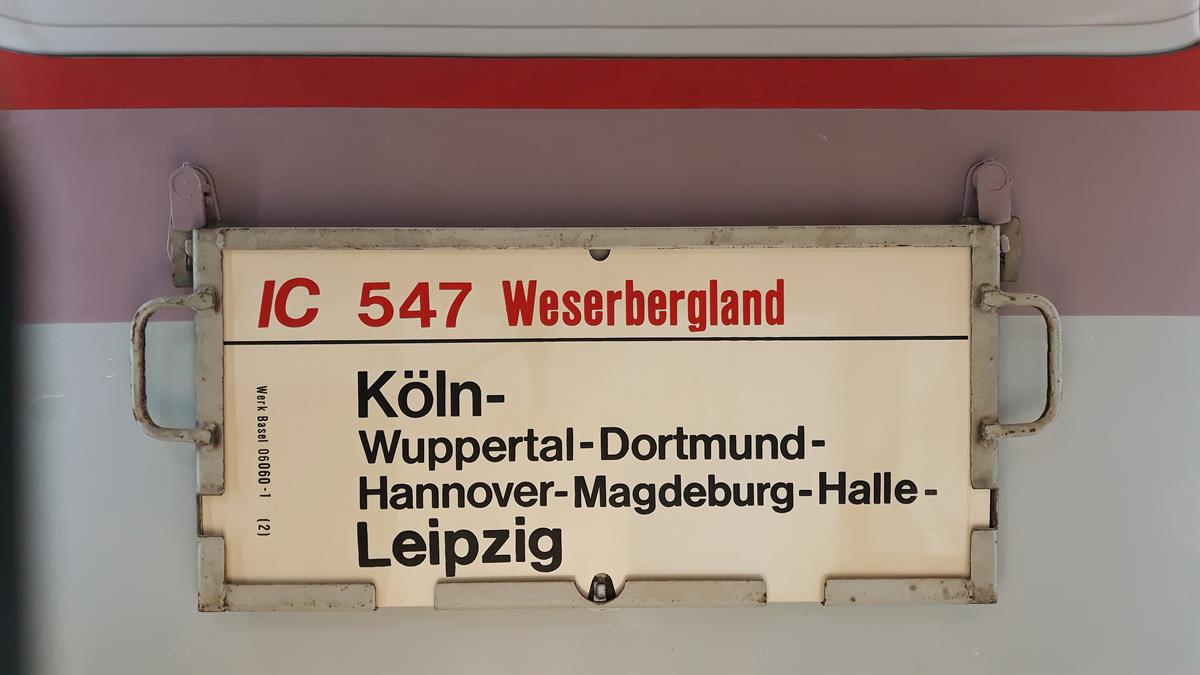 IC 547 Weserbergland
Köln-
Wuppertal-Dortmund-
Hannover-Magdeburg-Halle-
Leipzig
Werk Basel 06060-1 (2)